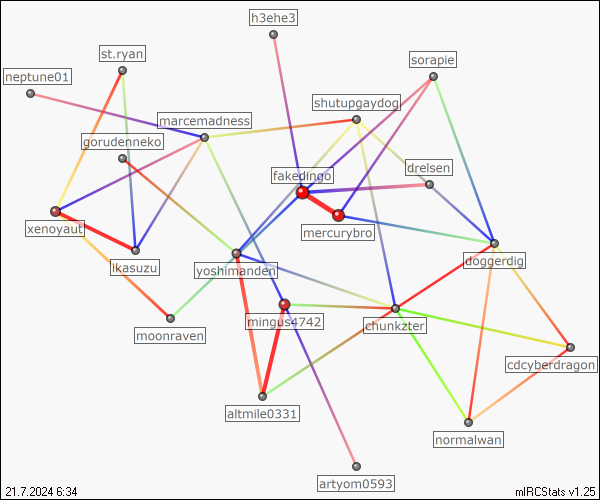 h3ehe3
st.ryan
sorapie
neptune01
shutupgaydog
marcemadness
gorudenneko
drelsen
fakedingo
xenoyaut
mercurybro
doggerdig
ikasuzu
yoshimanden
mingus4742
chunkzter
moonraven
cdcyberdragon
altmile0331
normalwan
artyom0593
21.7.2024 6:34
mIRCStats v1.25